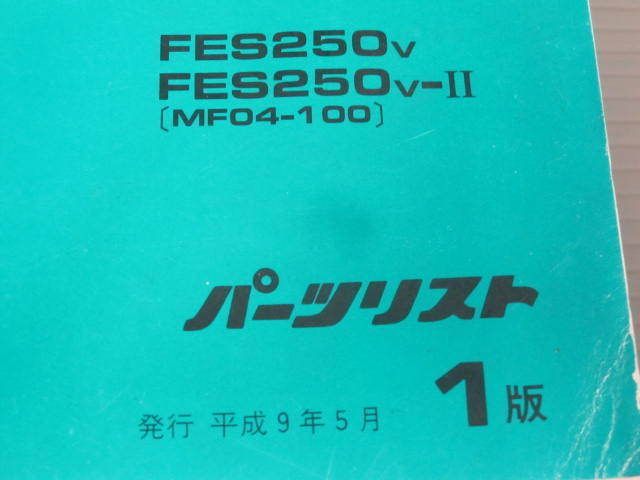 FES250V
FES250V-II
〔MF04-100〕
パーツリスト
1版
発行 平成9年5月